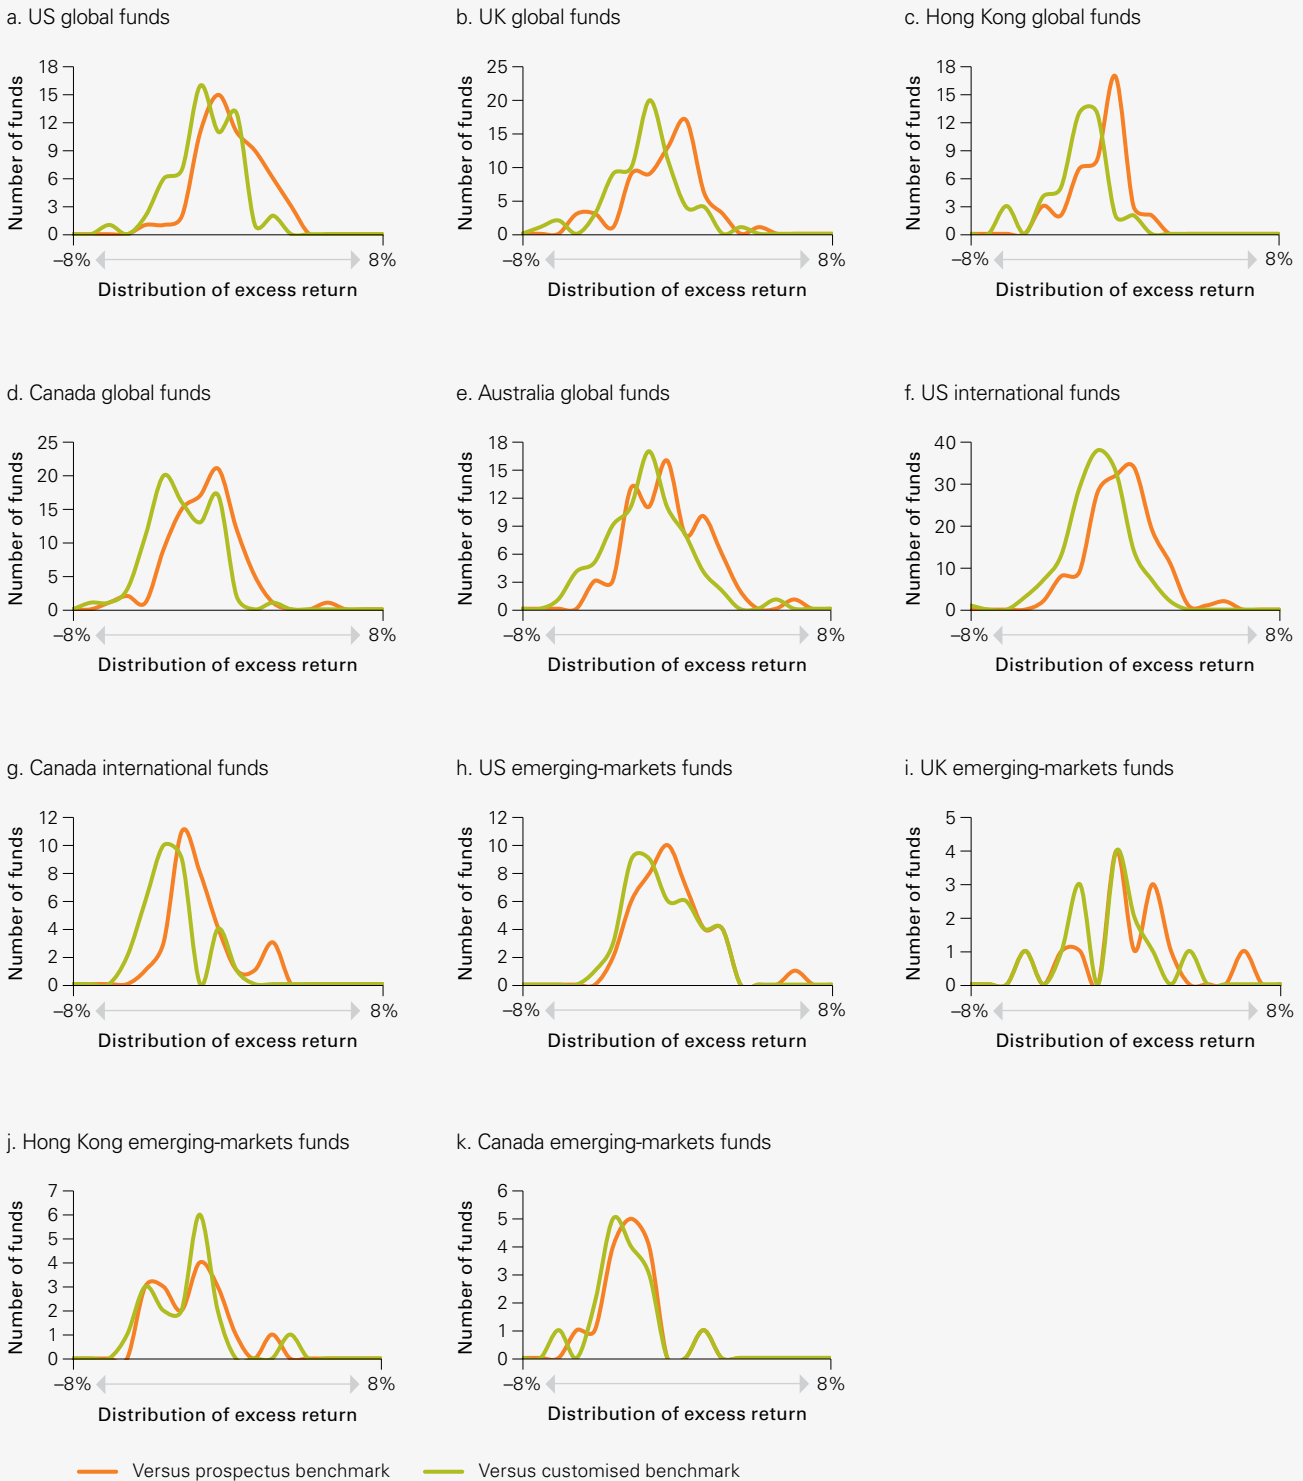 a. US global funds
b. UK global funds
c. Hong Kong global funds
Number of funds
18
15
12
9
6
3
0
–8%
8%
Distribution of excess return
Number of funds
25
20
15
10
5
0
–8%
8%
Distribution of excess return
Number of funds
18
15
12
9
6
3
0
–8%
8%
Distribution of excess return
d. Canada global funds
e. Australia global funds
f. US international funds
Number of funds
25
20
15
10
5
0
–8%
8%
Distribution of excess return
Number of funds
18
15
12
9
6
3
0
–8%
8%
Distribution of excess return
Number of funds
40
30
20
10
0
–8%
8%
Distribution of excess return
g. Canada international funds
h. US emerging-markets funds
i. UK emerging-markets funds
Number of funds
12
10
8
6
4
2
0
–8%
8%
Distribution of excess return
Number of funds
12
10
8
6
4
2
0
–8%
8%
Distribution of excess return
Number of funds
5
4
3
2
1
0
–8%
8%
Distribution of excess return
j. Hong Kong emerging-markets funds
k. Canada emerging-markets funds
Number of funds
7
6
5
4
3
2
1
0
–8%
8%
Distribution of excess return
Number of funds
6
5
4
3
2
1
0
–8%
8%
Distribution of excess return
Versus prospectus benchmark
Versus customised benchmark